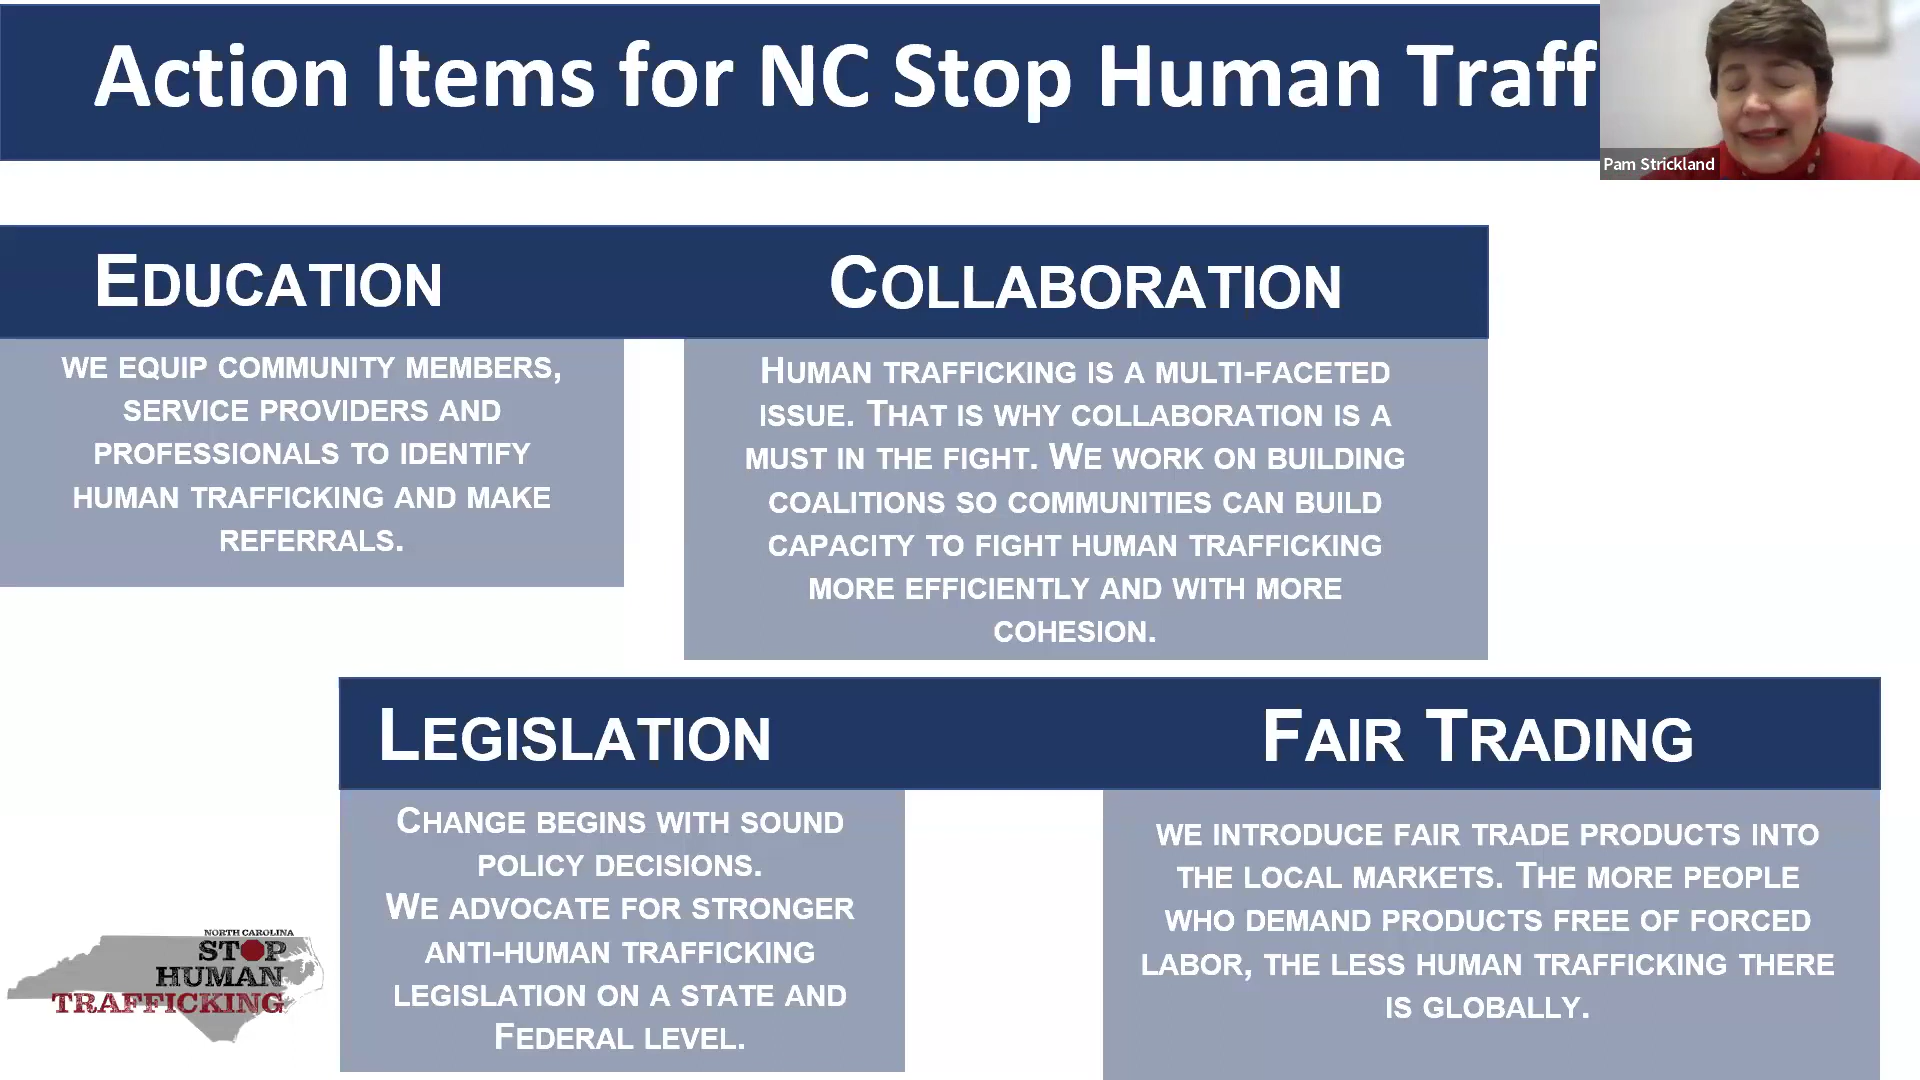 Action Items for NC Stop Human Traff
Pam Strickland
EDUCATION
WE EQUIP COMMUNITY MEMBERS,
SERVICE PROVIDERS AND
PROFESSIONALS TO IDENTIFY
HUMAN TRAFFICKING AND MAKE
REFERRALS.
COLLABORATION
HUMAN TRAFFICKING IS A MULTI-FACETED
ISSUE. THAT IS WHY COLLABORATION IS A
MUST IN THE FIGHT. WE WORK ON BUILDING
COALITIONS SO COMMUNITIES CAN BUILD
CAPACITY TO FIGHT HUMAN TRAFFICKING
MORE EFFICIENTLY AND WITH MORE
COHESION.
LEGISLATION
CHANGE BEGINS WITH SOUND
POLICY DECISIONS.
WE ADVOCATE FOR STRONGER
ANTI-HUMAN TRAFFICKING
LEGISLATION ON A STATE AND
FEDERAL LEVEL.
FAIR TRADING
WE INTRODUCE FAIR TRADE PRODUCTS INTO
THE LOCAL MARKETS. THE MORE PEOPLE
WHO DEMAND PRODUCTS FREE OF FORCED
LABOR, THE LESS HUMAN TRAFFICKING THERE
IS GLOBALLY.
NORTH CAROLINA
STOP
HUMAN
TRAFFICKING